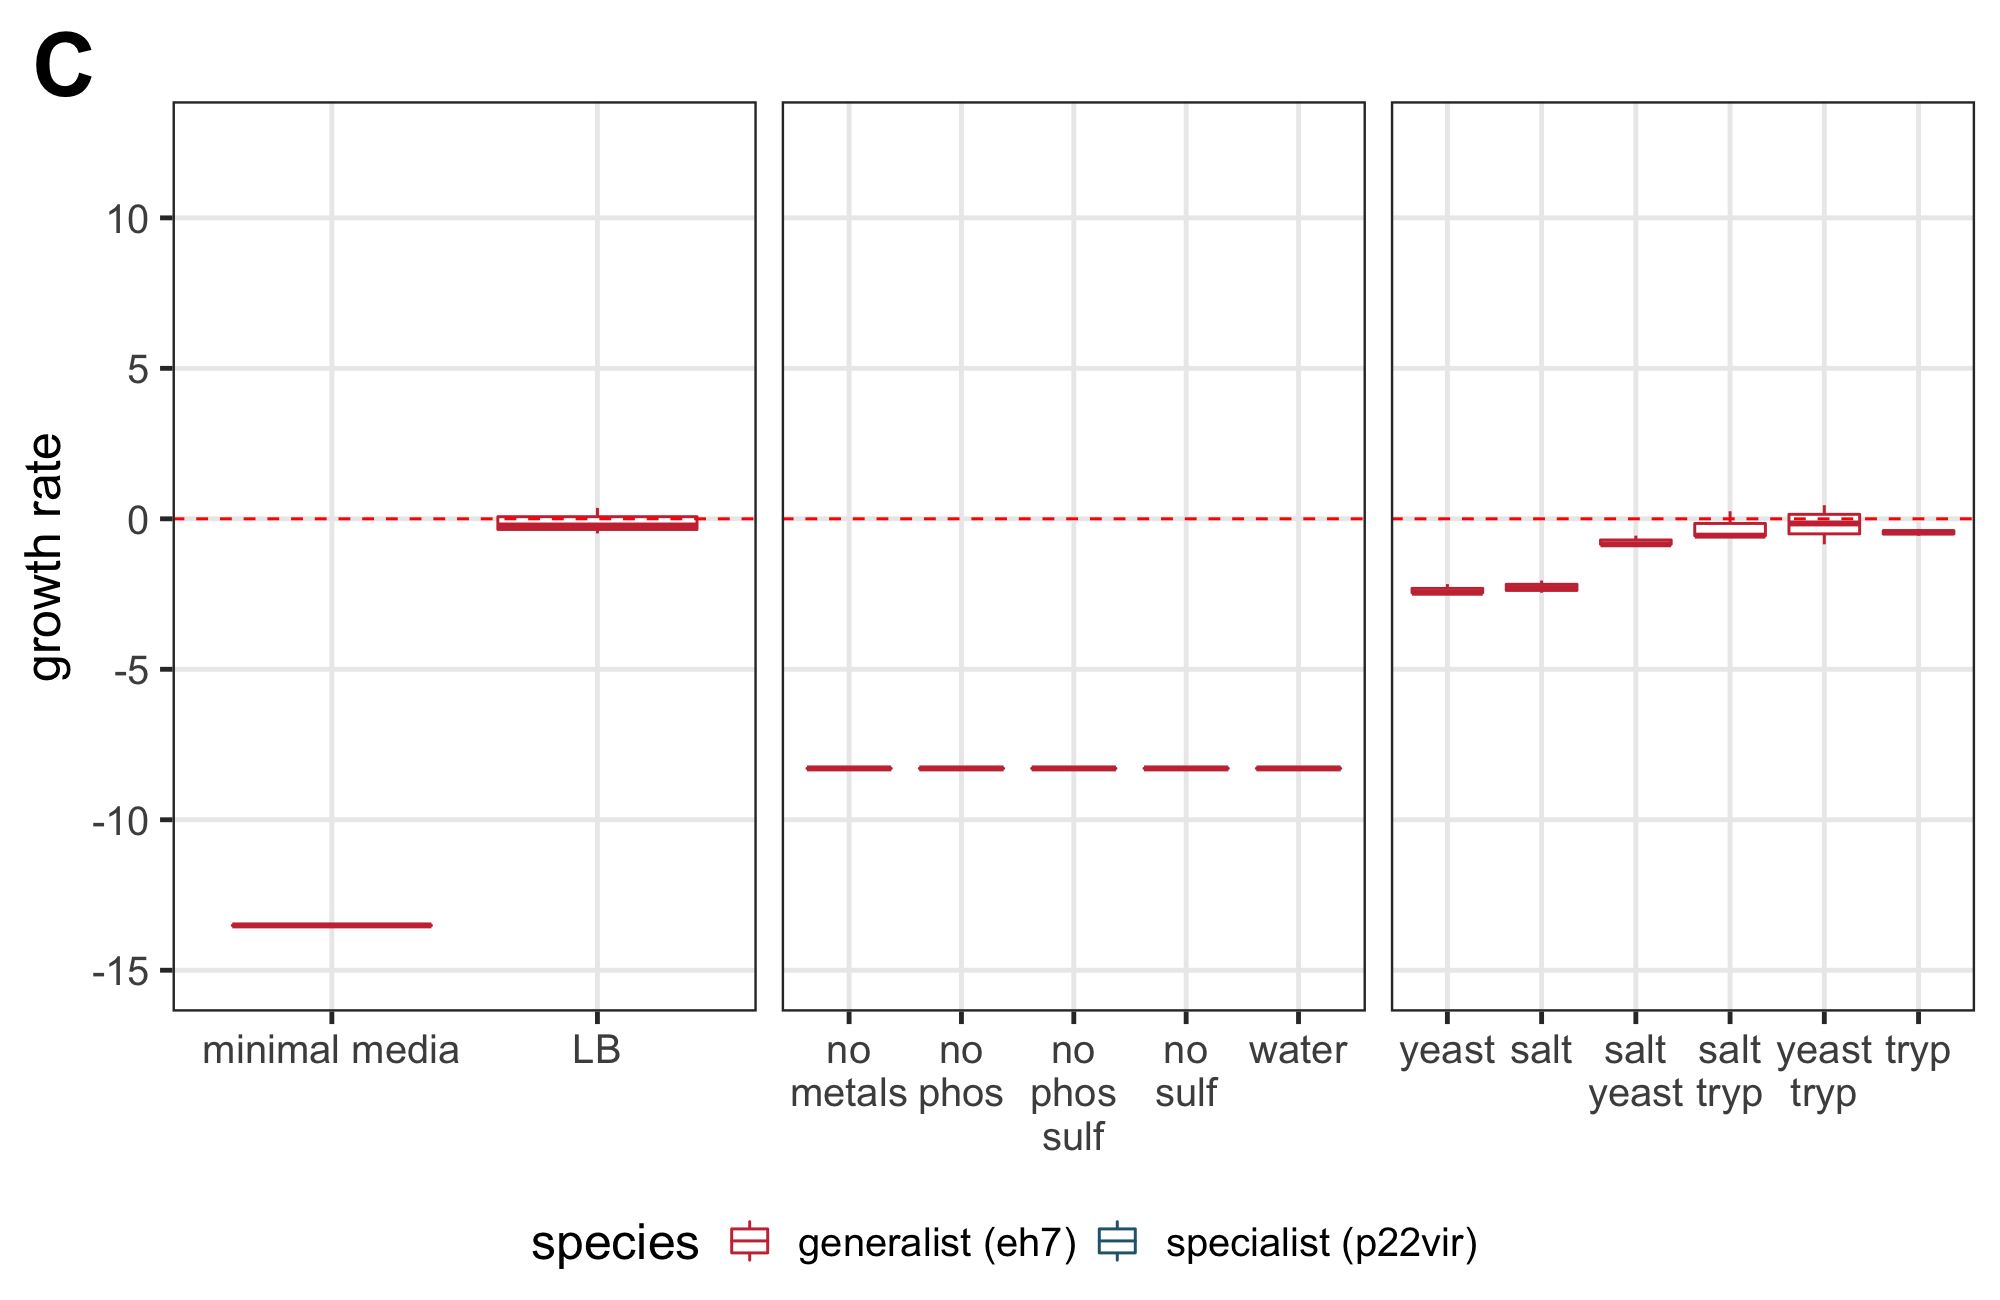 C
growth rate
10
5
0
-5
-10
-15
minimal media LB
no metals
no phos
no phos sulf
no sulf
water
yeast
salt
salt yeast
salt tryp
yeast tryp
tryp
species generalist (eh7) specialist (p22vir)